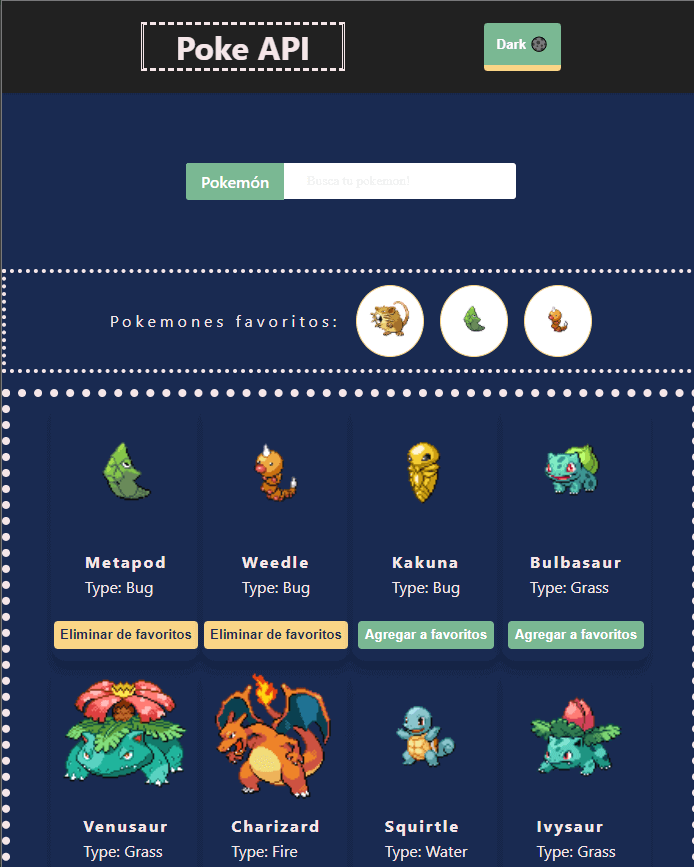 Poke API
Dark
Pokemón
Busca tu pokemon!
Pokemones favoritos:
Metapod
Type: Bug
Eliminar de favoritos
Weedle
Type: Bug
Eliminar de favoritos
Kakuna
Type: Bug
Agregar a favoritos
Bulbasaur
Type: Grass
Agregar a favoritos
Venusaur
Type: Grass
Charizard
Type: Fire
Squirtle
Type: Water
Ivysaur
Type: Grass